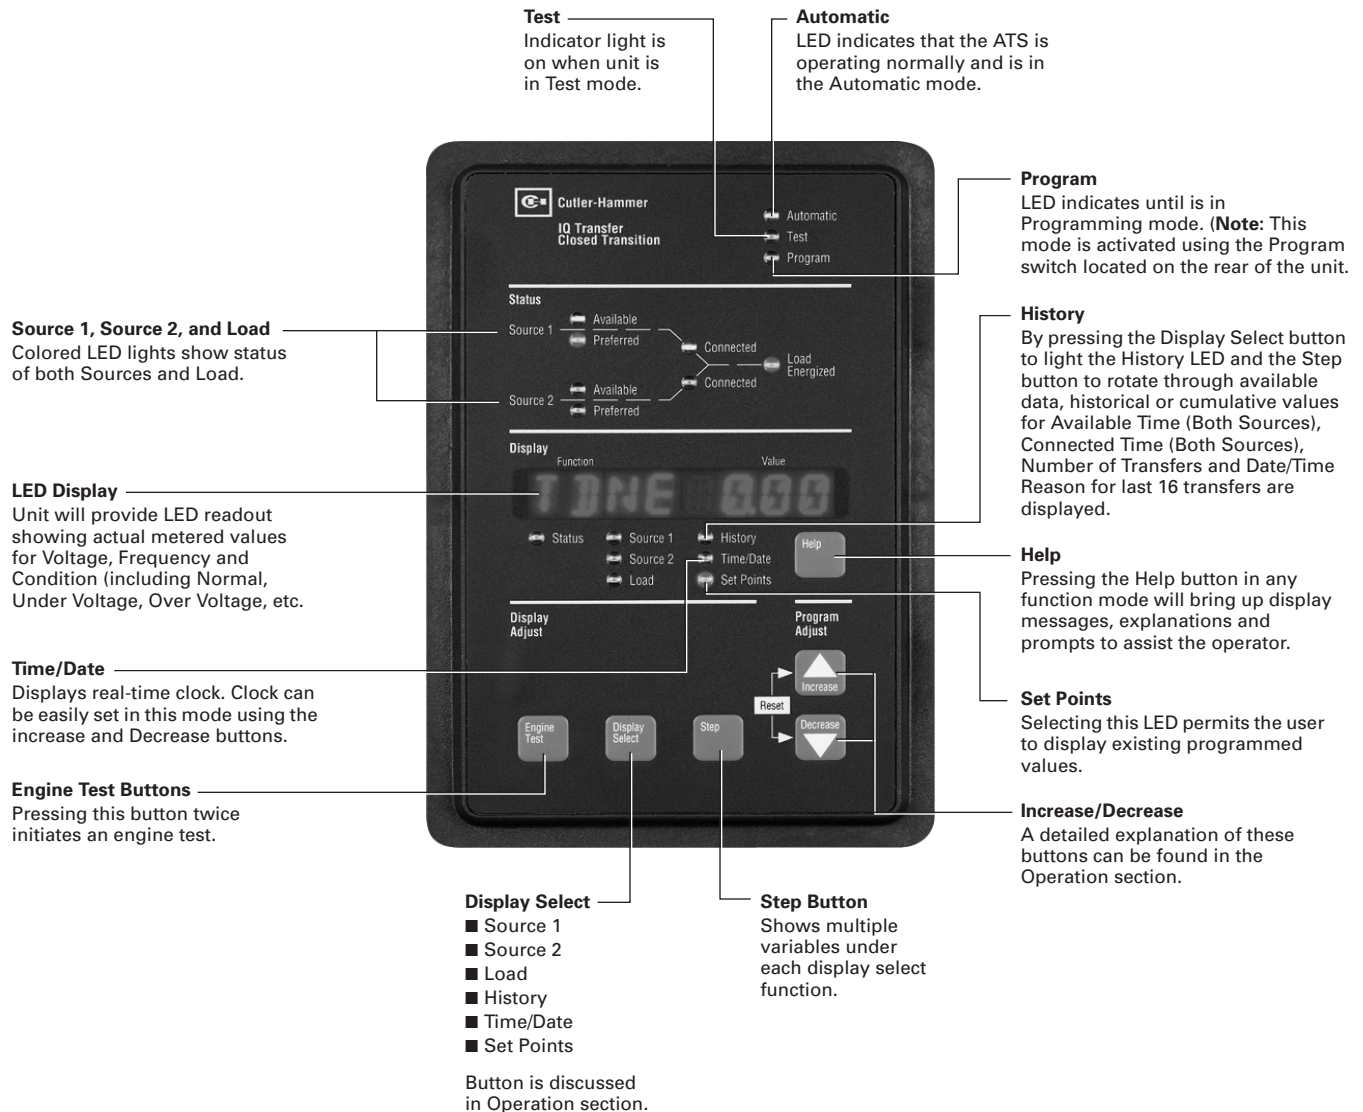 Test
Indicator light is
on when unit is
in Test mode.
Automatic
LED indicates that the ATS is
operating normally and is in
the Automatic mode.
Program
LED indicates until is in
Programming mode. (Note: This
mode is activated using the Program
switch located on the rear of the unit.
History
By pressing the Display Select button
to light the History LED and the Step
button to rotate through available
data, historical or cumulative values
for Available Time (Both Sources),
Connected Time (Both Sources),
Number of Transfers and Date/Time
Reason for last 16 transfers are
displayed.
Help
Pressing the Help button in any
function mode will bring up display
messages, explanations and
prompts to assist the operator.
Set Points
Selecting this LED permits the user
to display existing programmed
values.
Increase/Decrease
A detailed explanation of these
buttons can be found in the
Operation section.
Source 1, Source 2, and Load
Colored LED lights show status
of both Sources and Load.
LED Display
Unit will provide LED readout
showing actual metered values
for Voltage, Frequency and
Condition (including Normal,
Under Voltage, Over Voltage, etc.
Time/Date
Displays real-time clock. Clock can
be easily set in this mode using the
increase and Decrease buttons.
Engine Test Buttons
Pressing this button twice
initiates an engine test.
Cutler-Hammer
IQ Transfer
Closed Transition
Automatic
Test
Program
Status
Source 1
Available
Preferred
Connected
Load
Energized
Connected
Source 2
Available
Preferred
Display
Function
Value
TDNE 0.00
Status
Source 1
History
Source 2
Time/Date
Load
Set Points
Help
Display
Adjust
Program
Adjust
Increase
Reset
Engine
Test
Display
Select
Step
Decrease
Display Select
■ Source 1
■ Source 2
■ Load
■ History
■ Time/Date
■ Set Points
Button is discussed
in Operation section.
Step Button
Shows multiple
variables under
each display select
function.